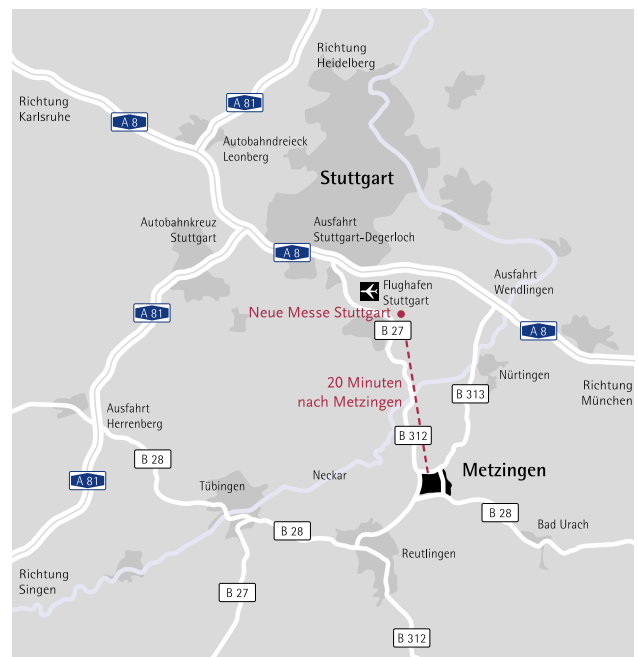 Richtung
Heidelberg
Richtung
Karlsruhe
A 81
A 8
Autobahndreieck
Leonberg
Stuttgart
Autobahnkreuz
Stuttgart
Ausfahrt
Stuttgart-Degerloch
A 8
Flughafen
Stuttgart
Ausfahrt
Wendlingen
A 81
Neue Messe Stuttgart
B 27
A 8
20 Minuten
nach Metzingen
Nürtingen
Richtung
München
B 313
Ausfahrt
Herrenberg
B 312
B 28
A 81
Tübingen
Neckar
Metzingen
B 28
Bad Urach
B 28
Reutlingen
Richtung
Singen
B 27
B 312